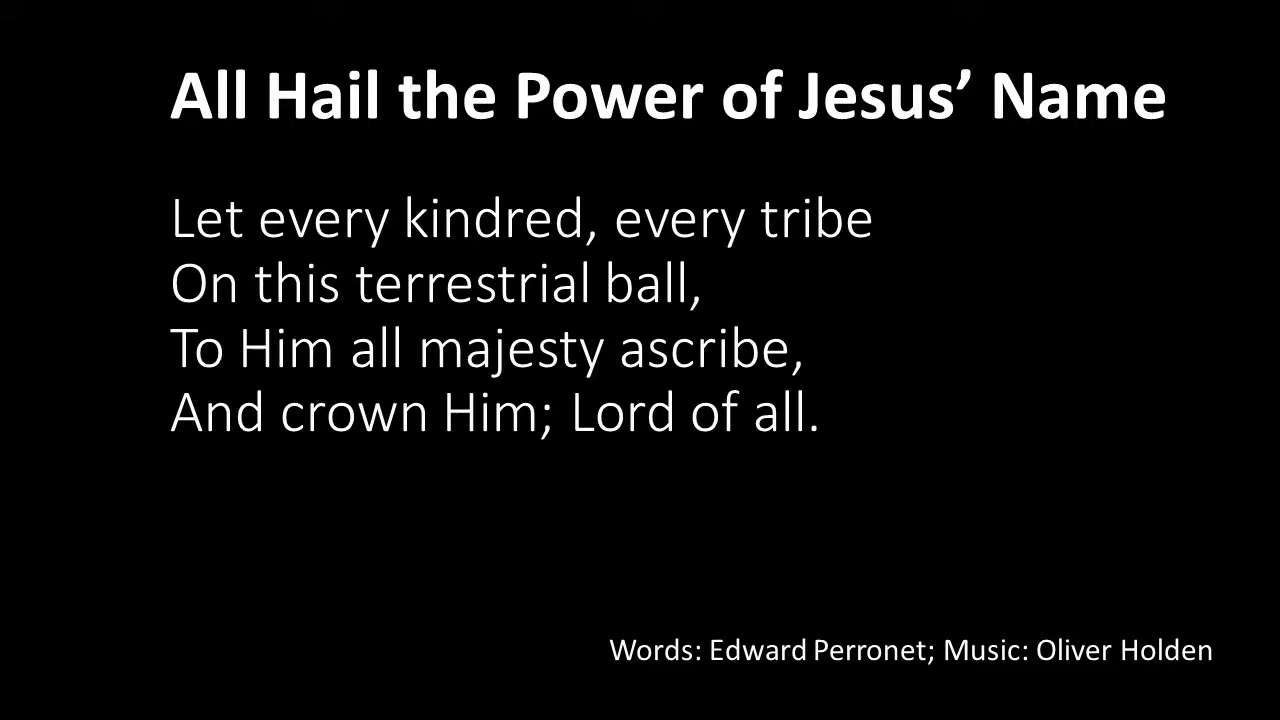 All Hail the Power of Jesus’ Name
Let every kindred, every tribe
On this terrestrial ball,
To Him all majesty ascribe,
And crown Him; Lord of all.
Words: Edward Perronet; Music: Oliver Holden